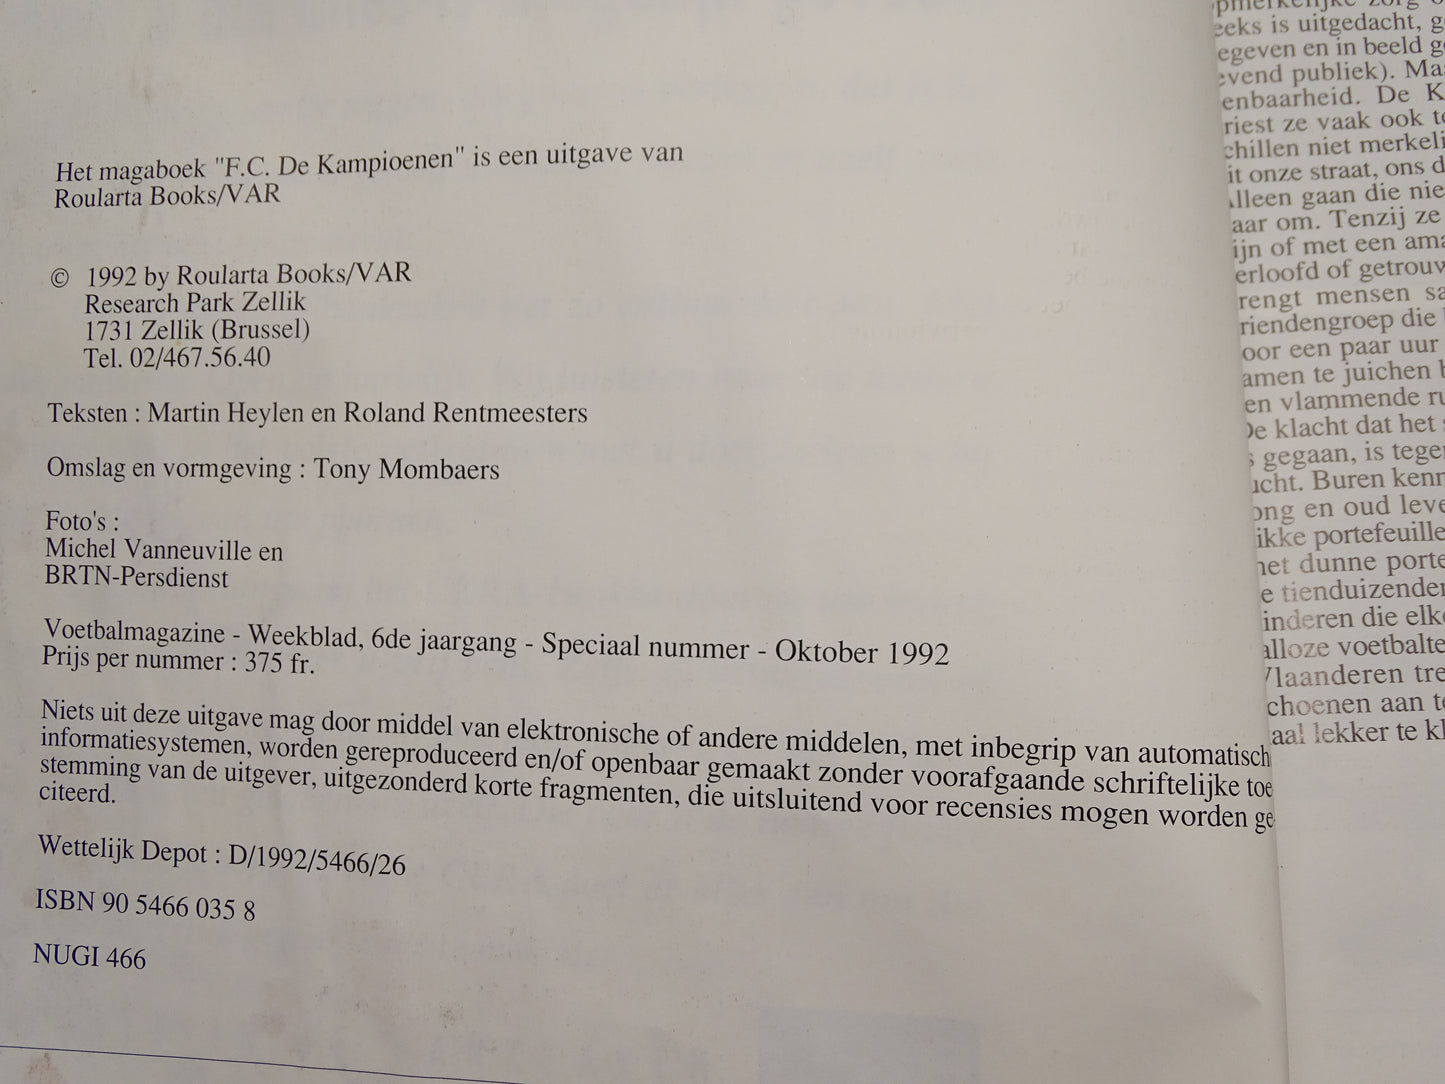 Het magaboek "F.C. De Kampioenen" is een uitgave van
Roularta Books/VAR
© 1992 by Roularta Books/VAR
Research Park Zellik
1731 Zellik (Brussel)
Tel. 02/467.56.40
Teksten : Martin Heylen en Roland Rentmeesters
Omslag en vormgeving : Tony Mombaers
Foto's :
Michel Vanneuville en
BRTN-Persdienst
Voetbalmagazine - Weekblad, 6de jaargang - Speciaal nummer - Oktober 1992
Prijs per nummer : 375 fr.
Niets uit deze uitgave mag door middel van elektronische of andere middelen, met inbegrip van automatisch
informatiesystemen, worden gereproduceerd en/of openbaar gemaakt zonder voorafgaande schriftelijke toe
stemming van de uitgever, uitgezonderd korte fragmenten, die uitsluitend voor recensies mogen worden ge
citeerd.
Wettelijk Depot : D/1992/5466/26
ISBN 90 5466 035 8
NUGI 466
eeks is uitgedacht, g
egeven en in beeld g
evend publiek). Ma
enbaarheid. De K
riest ze vaak ook te
chillen niet merkeli
it onze straat, ons d
lleen gaan die nie
aar om. Tenzij ze
ijn of met een ama
erloofd of getrouw
rengt mensen sa
riendengroep die
oor een paar uur
amen te juichen
en vlammende ru
De klacht dat het
s gegaan, is tege
ucht. Buren kenn
ong en oud leve
ikke portefeuille
net dunne porte
e tienduizende
inderen die elk
alloze voetbalte
Vlaanderen tre
choenen aan t
aal lekker te kl